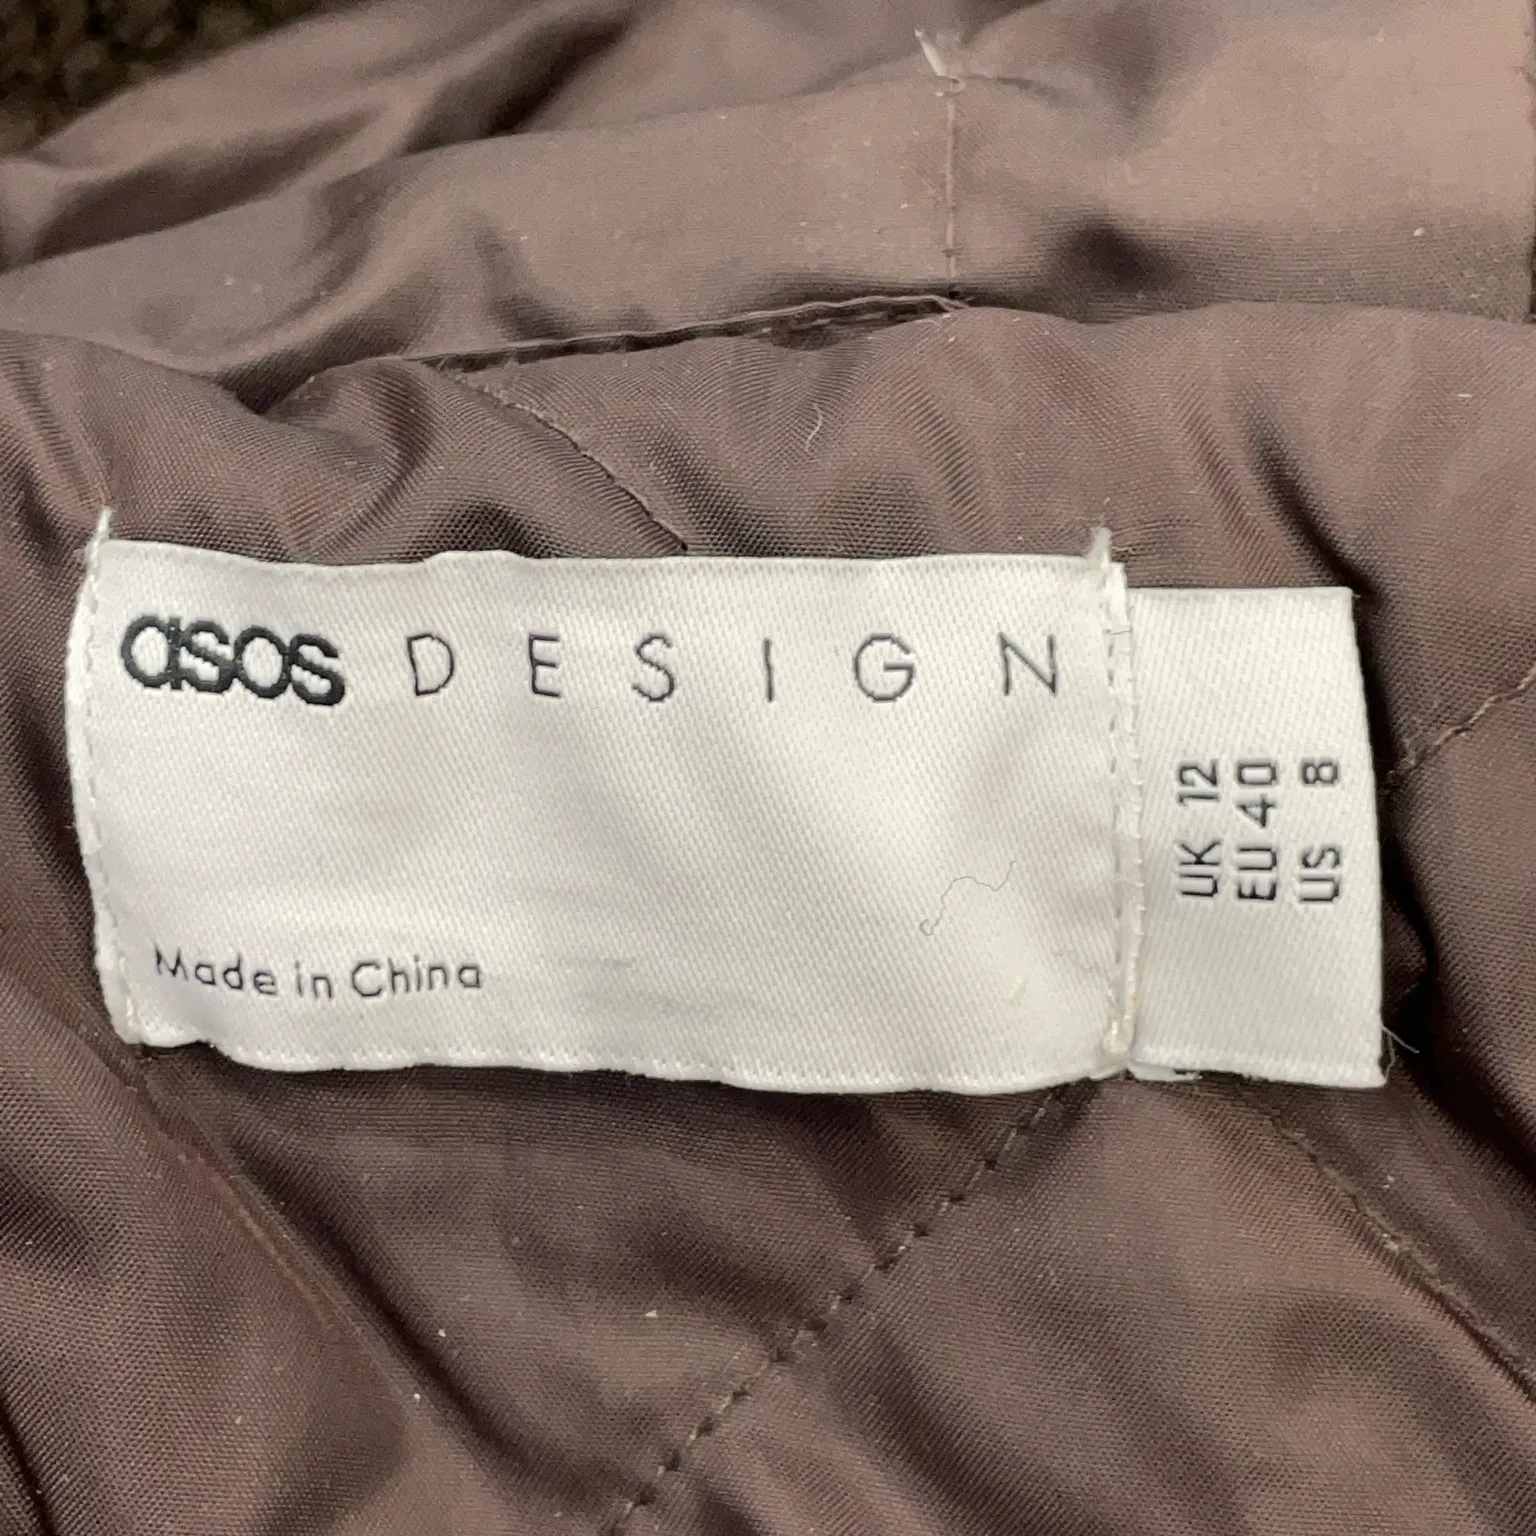 asos DESIGN
Made in China
UK 12
EU 40
US 8